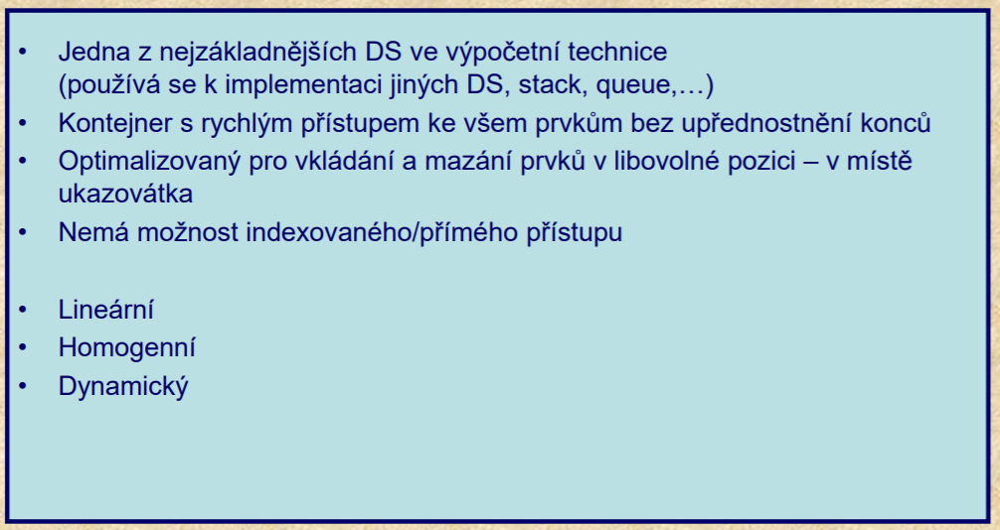 • Jedna z nejzákladnějších DS ve výpočetní technice
(používá se k implementaci jiných DS, stack, queue,…)
• Kontejner s rychlým přístupem ke všem prvkům bez upřednostnění konců
• Optimalizovaný pro vkládání a mazání prvků v libovolné pozici – v místě
ukazovátka
• Nemá možnost indexovaného/přímého přístupu
• Lineární
• Homogenní
• Dynamický